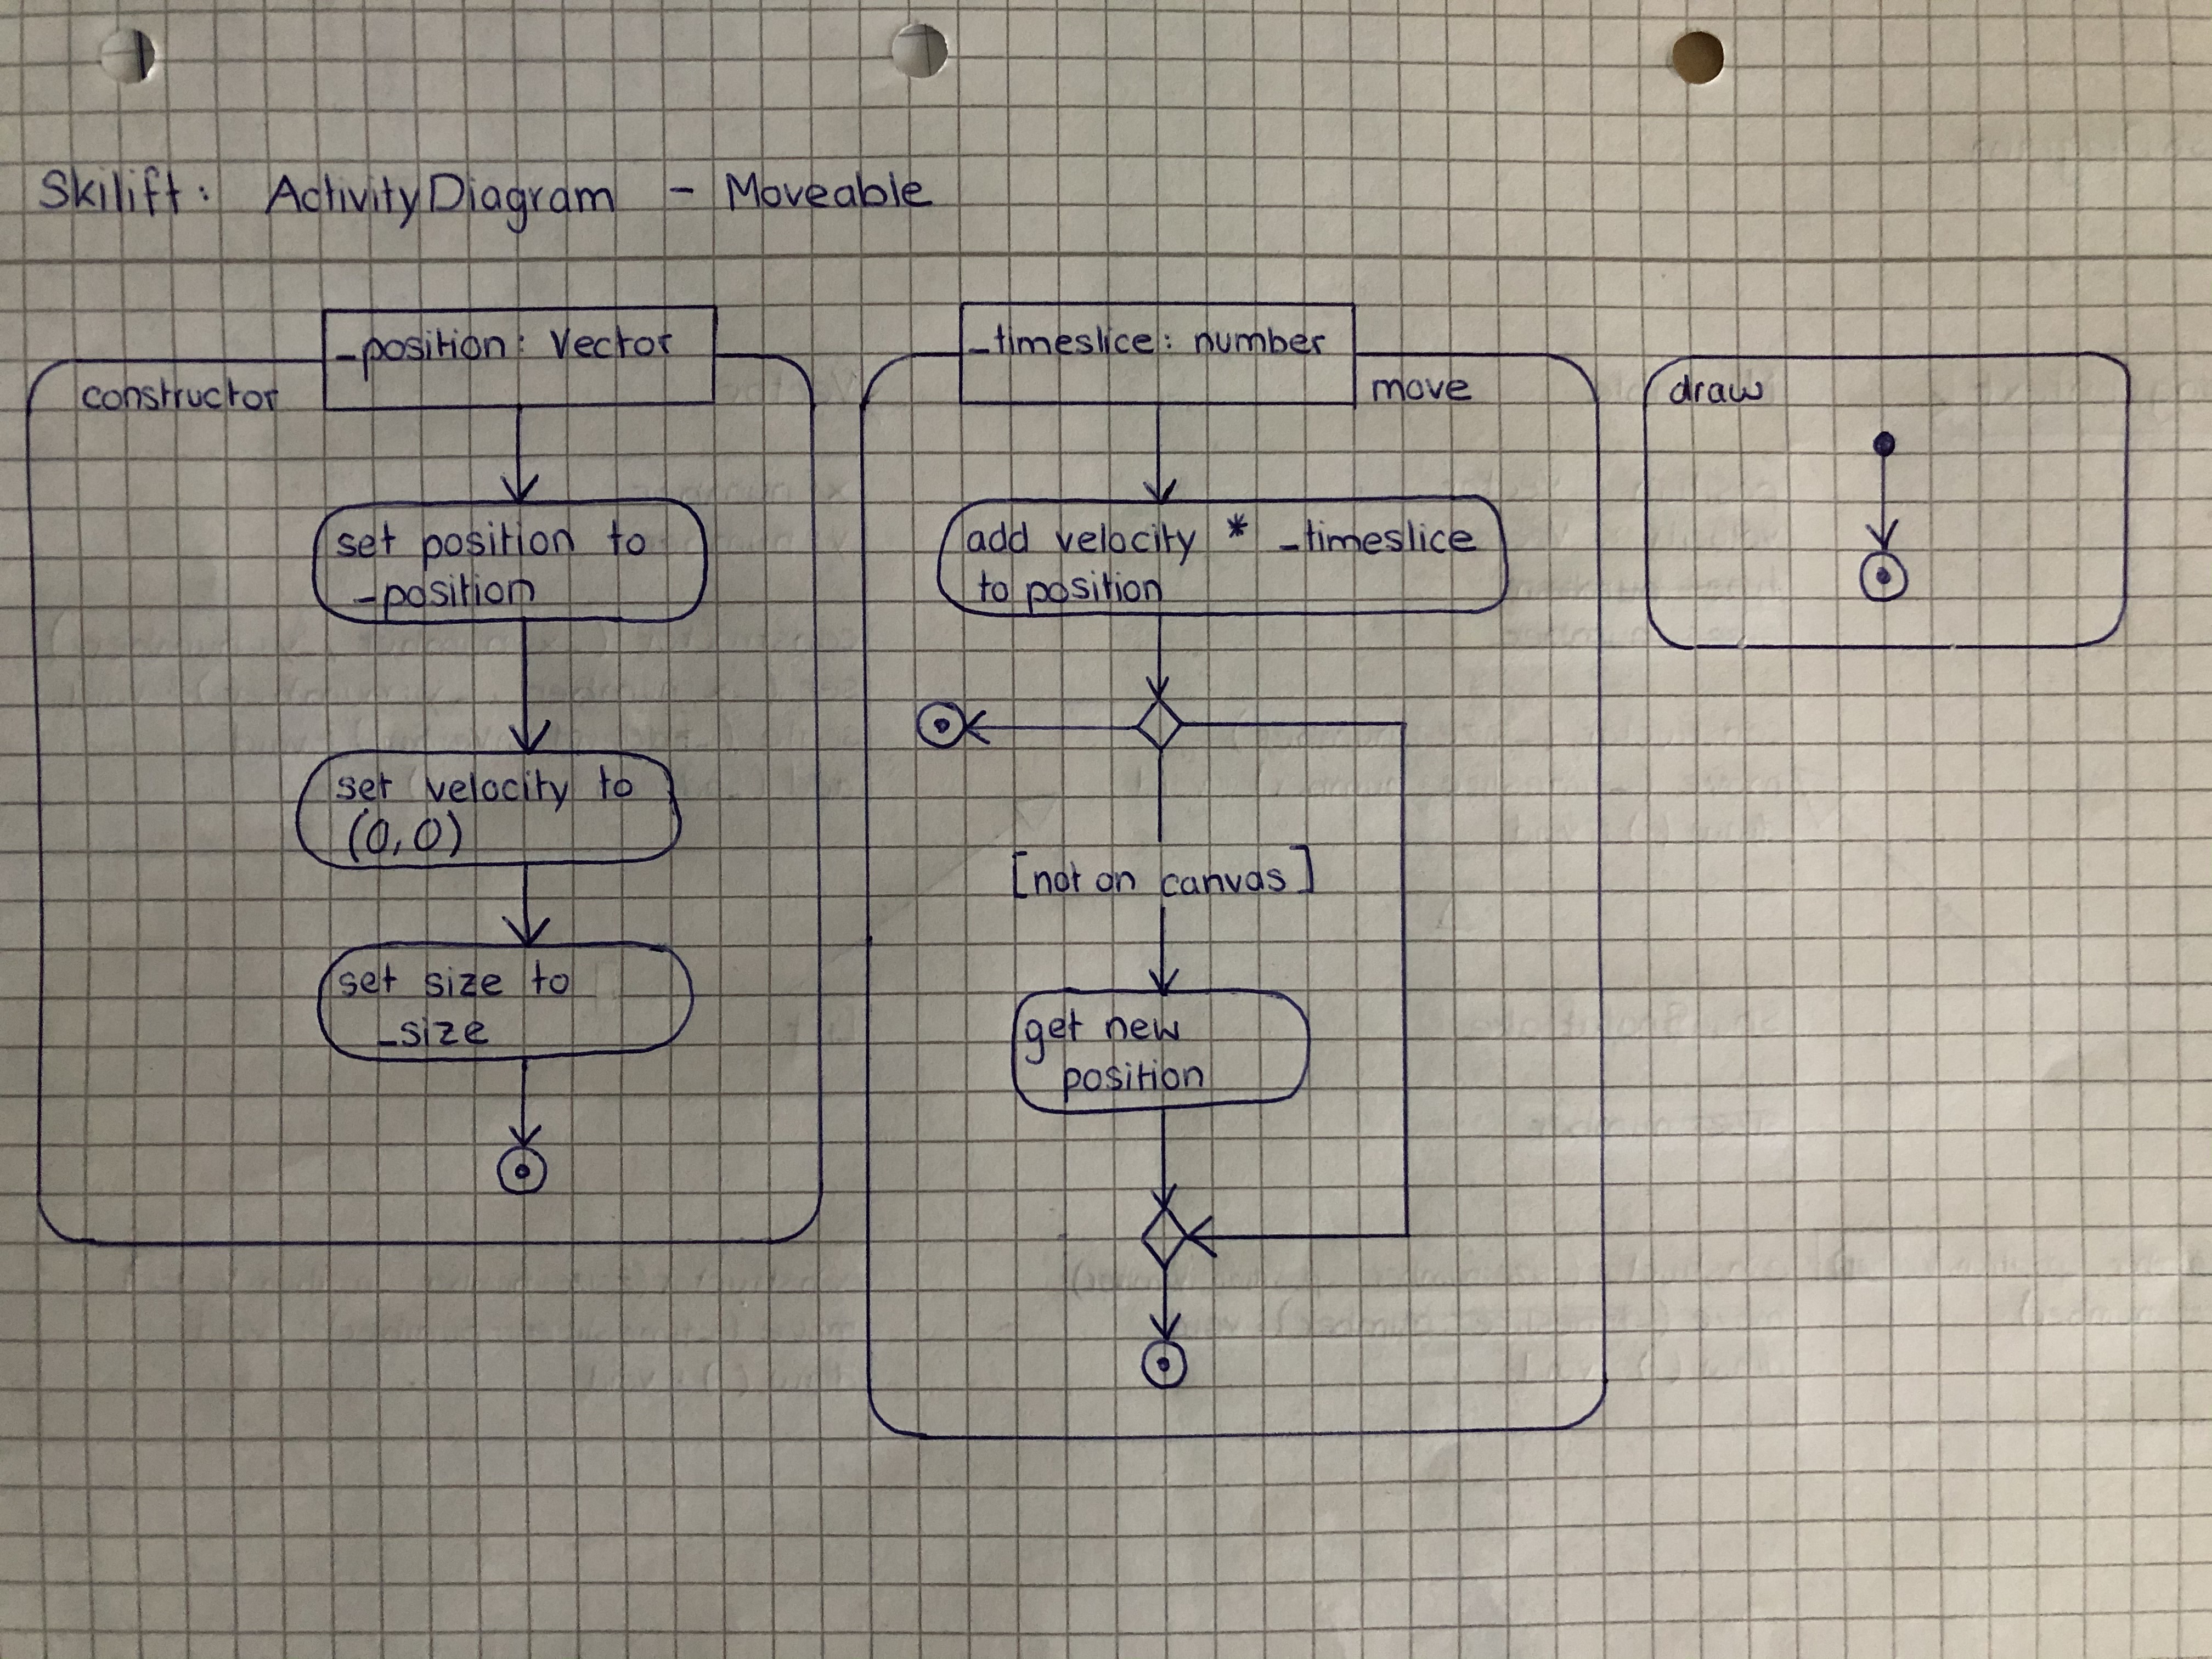 Skilift: ActivityDiagram - Moveable
_position: Vector
constructor
set position to
_position
set velocity to
(0,0)
set size to
_size
_timeslice: number
move
add velocity * _timeslice
to position
[not on canvas]
get new
position
draw